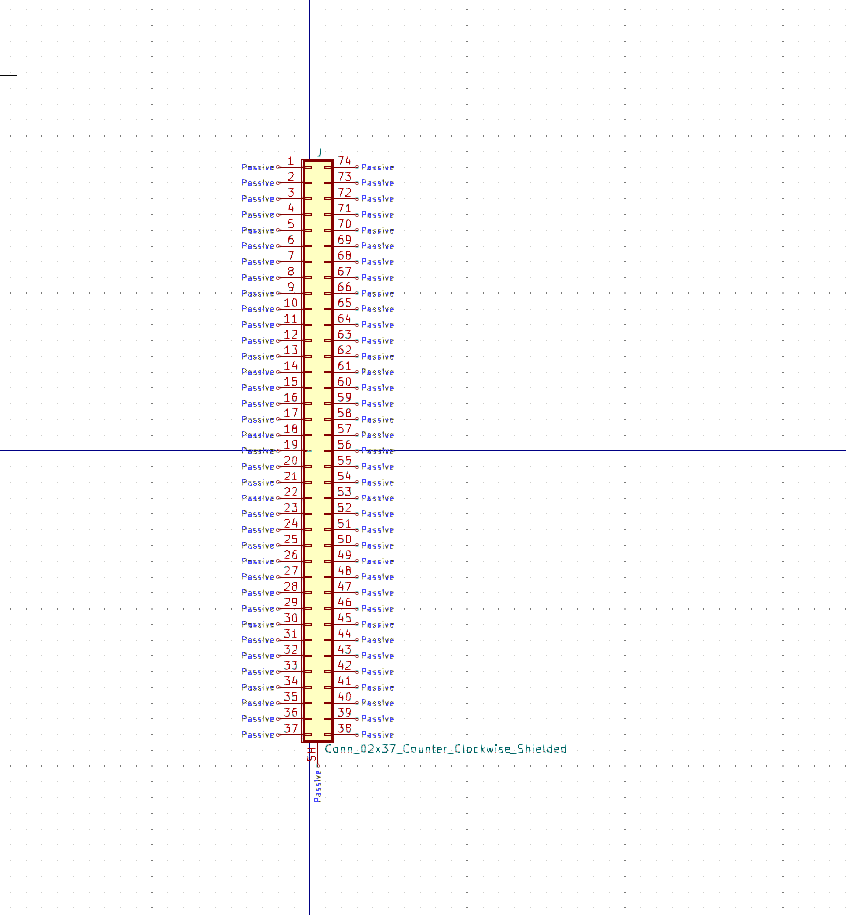 J
Passive 1 74 Passive
Passive 2 73 Passive
Passive 3 72 Passive
Passive 4 71 Passive
Passive 5 70 Passive
Passive 6 69 Passive
Passive 7 68 Passive
Passive 8 67 Passive
Passive 9 66 Passive
Passive 10 65 Passive
Passive 11 64 Passive
Passive 12 63 Passive
Passive 13 62 Passive
Passive 14 61 Passive
Passive 15 60 Passive
Passive 16 59 Passive
Passive 17 58 Passive
Passive 18 57 Passive
Passive 19 56 Passive
Passive 20 55 Passive
Passive 21 54 Passive
Passive 22 53 Passive
Passive 23 52 Passive
Passive 24 51 Passive
Passive 25 50 Passive
Passive 26 49 Passive
Passive 27 48 Passive
Passive 28 47 Passive
Passive 29 46 Passive
Passive 30 45 Passive
Passive 31 44 Passive
Passive 32 43 Passive
Passive 33 42 Passive
Passive 34 41 Passive
Passive 35 40 Passive
Passive 36 39 Passive
Passive 37 38 Passive
SH Conn_02x37_Counter_Clockwise_Shielded
Passive